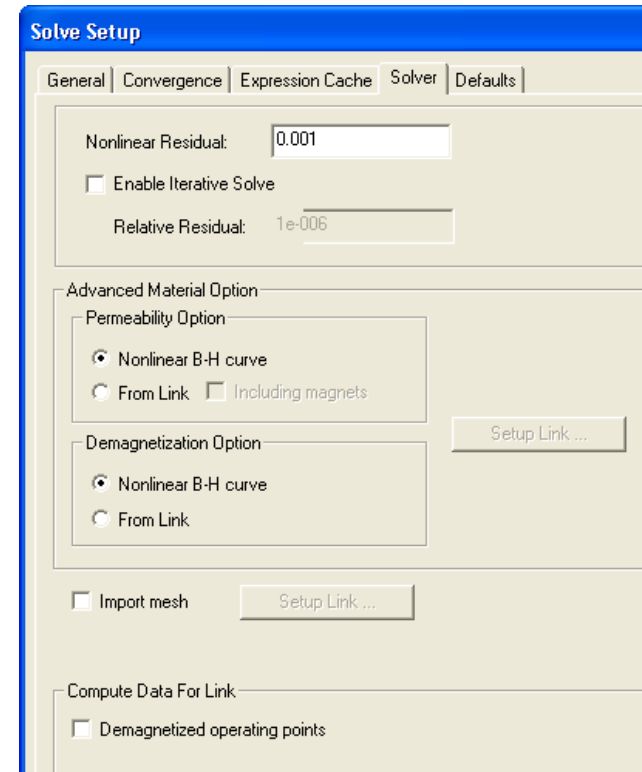 Solve Setup
General Convergence Expression Cache Solver Defaults
Nonlinear Residual: 0.001
Enable Iterative Solve
Relative Residual: 1e-006
Advanced Material Option
Permeability Option
Nonlinear B-H curve
From Link Including magnets
Setup Link ...
Demagnetization Option
Nonlinear B-H curve
From Link
Import mesh Setup Link ...
Compute Data For Link
Demagnetized operating points